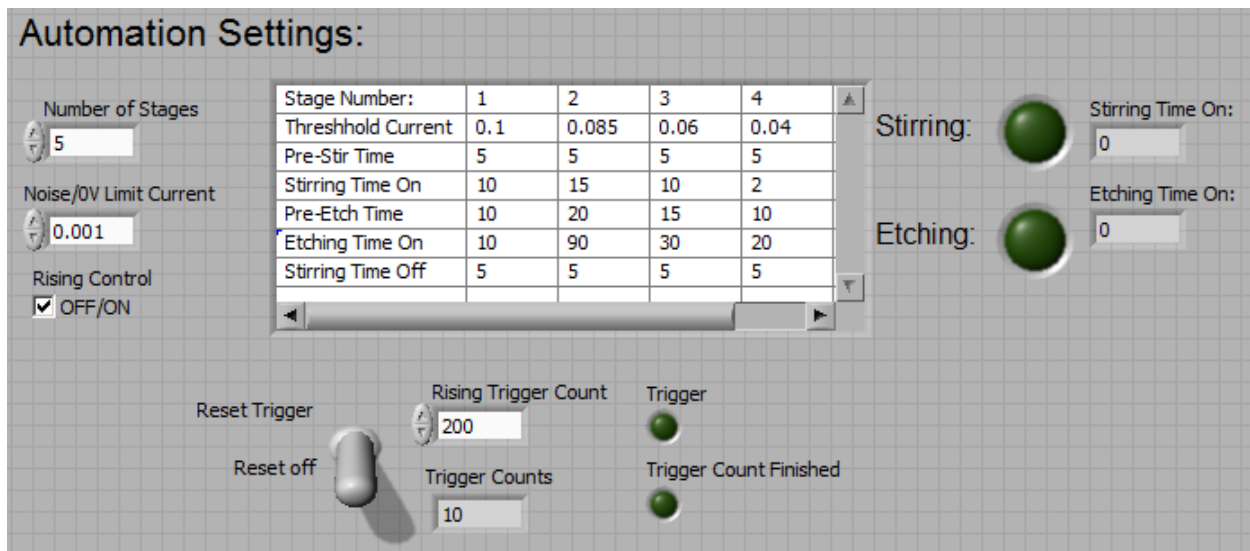 Automation Settings:
Number of Stages
5
Noise/0V Limit Current
0.001
Rising Control
OFF/ON
Stage Number: 1 2 3 4
Threshhold Current 0.1 0.085 0.06 0.04
Pre-Stir Time 5 5 5 5
Stirring Time On 10 15 10 2
Pre-Etch Time 10 20 15 10
Etching Time On 10 90 30 20
Stirring Time Off 5 5 5 5
Stirring:
Stirring Time On:
0
Etching:
Etching Time On:
0
Reset Trigger
Reset off
Rising Trigger Count
200
Trigger Counts
10
Trigger
Trigger Count Finished